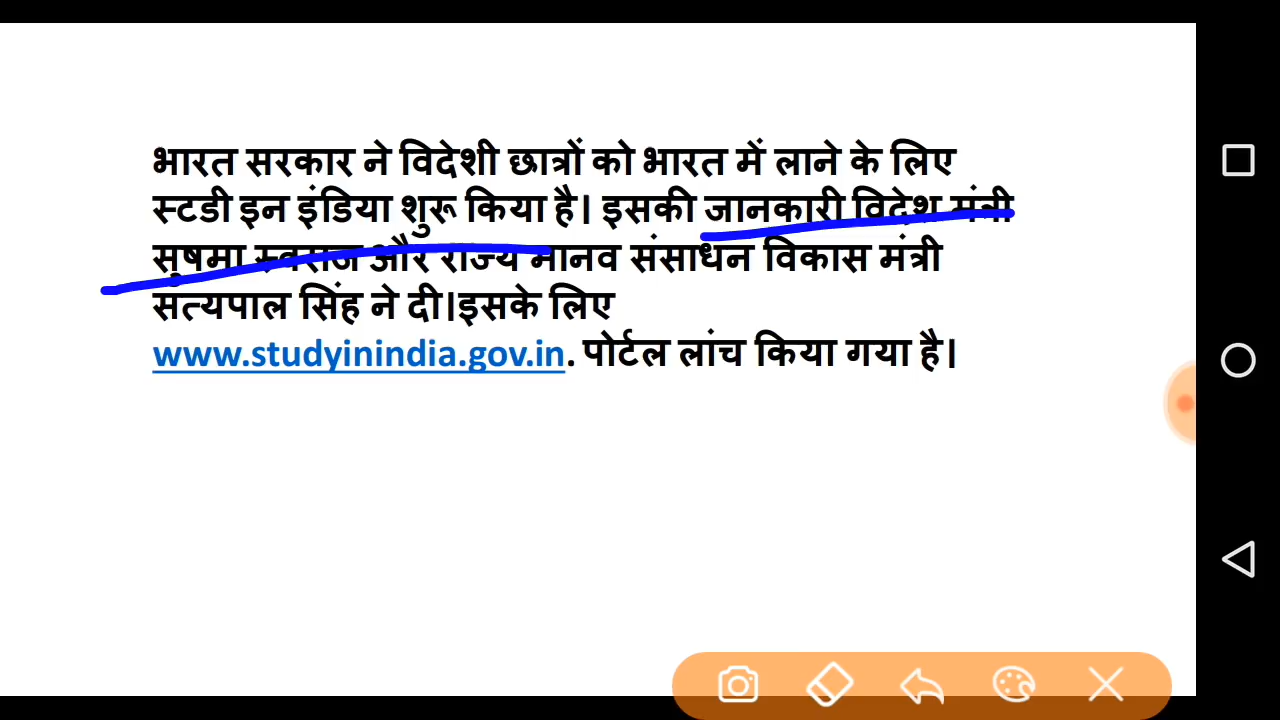 भारत सरकार ने विदेशी छात्रों को भारत में लाने के लिए
स्टडी इन इंडिया शुरू किया है। इसकी जानकारी विदेश मंत्री
सुषमा स्वराज और राज्य मानव संसाधन विकास मंत्री
सत्यपाल सिंह ने दी।इसके लिए
www.studyinindia.gov.in. पोर्टल लांच किया गया है।